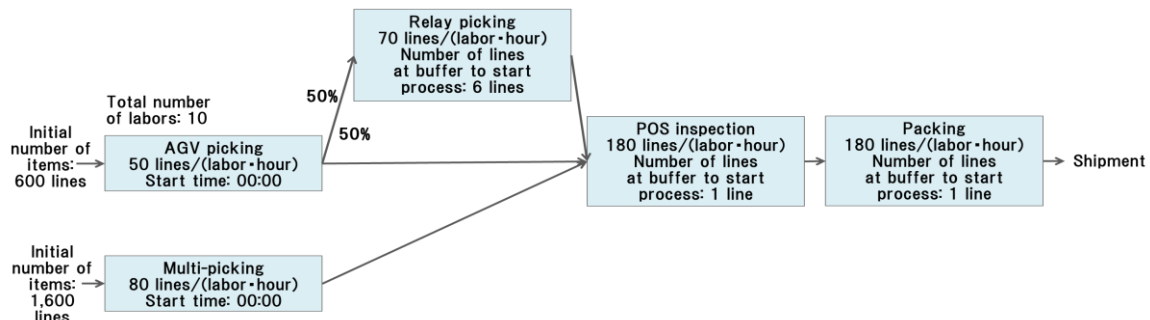 Relay picking
70 lines/(labor・hour)
Number of lines
at buffer to start
process: 6 lines
50%
50%
Total number
of labors: 10
Initial
number of
items:
600 lines
AGV picking
50 lines/(labor・hour)
Start time: 00:00
POS inspection
180 lines/(labor・hour)
Number of lines
at buffer to start
process: 1 line
Packing
180 lines/(labor・hour)
Number of lines
at buffer to start
process: 1 line
Shipment
Initial
number of
items:
1,600
lines
Multi-picking
80 lines/(labor・hour)
Start time: 00:00